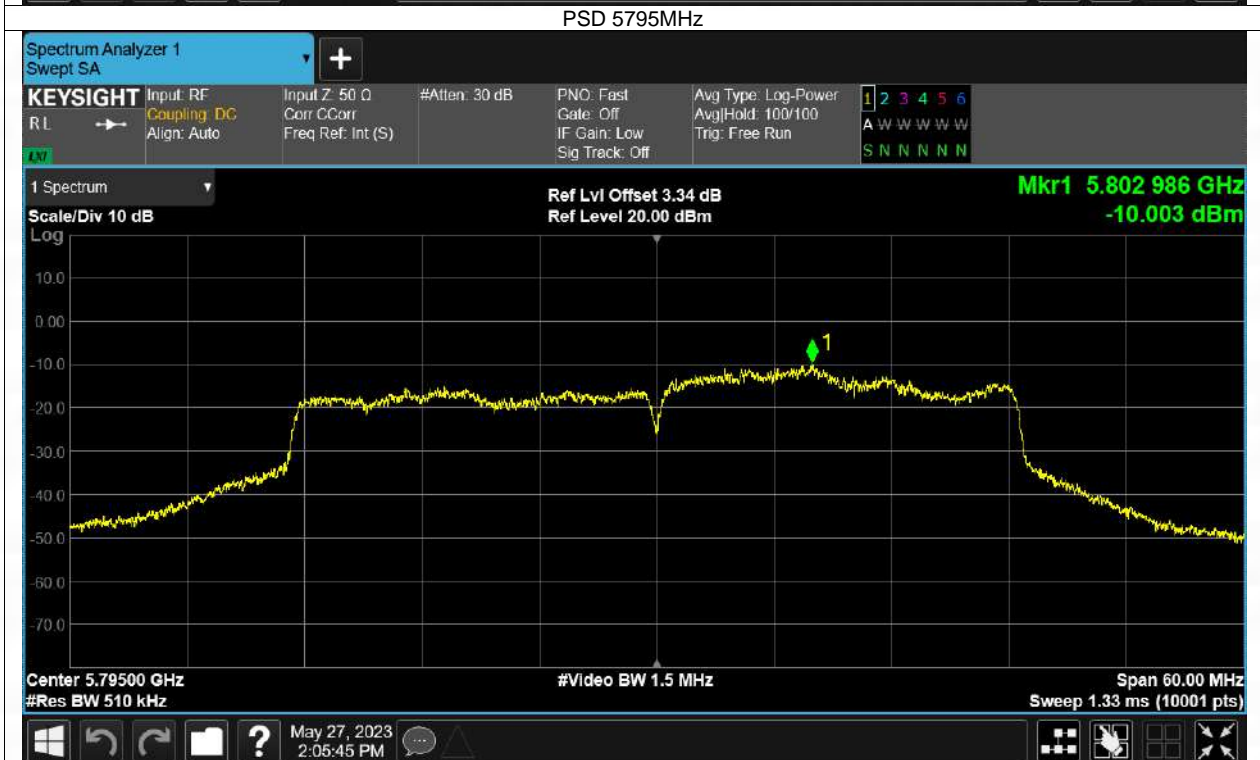 PSD 5795MHz
Spectrum Analyzer 1
Swept SA
+
KEYSIGHT
RL
LXI
Input: RF
Coupling: DC
Align: Auto
Input Z: 50 Ω
Corr CCorr
Freq Ref: Int (S)
#Atten: 30 dB
PNO: Fast
Gate: Off
IF Gain: Low
Sig Track: Off
Avg Type: Log-Power
Avg|Hold: 100/100
Trig: Free Run
1 2 3 4 5 6
A W W W W W
S N N N N N
1 Spectrum
Scale/Div 10 dB
Log
Ref Lvl Offset 3.34 dB
Ref Level 20.00 dBm
Mkr1 5.802 986 GHz
-10.003 dBm
10.0
0.00
-10.0
-20.0
-30.0
-40.0
-50.0
-60.0
-70.0
1
Center 5.79500 GHz
#Res BW 510 kHz
#Video BW 1.5 MHz
Span 60.00 MHz
Sweep 1.33 ms (10001 pts)
?
May 27, 2023
2:05:45 PM